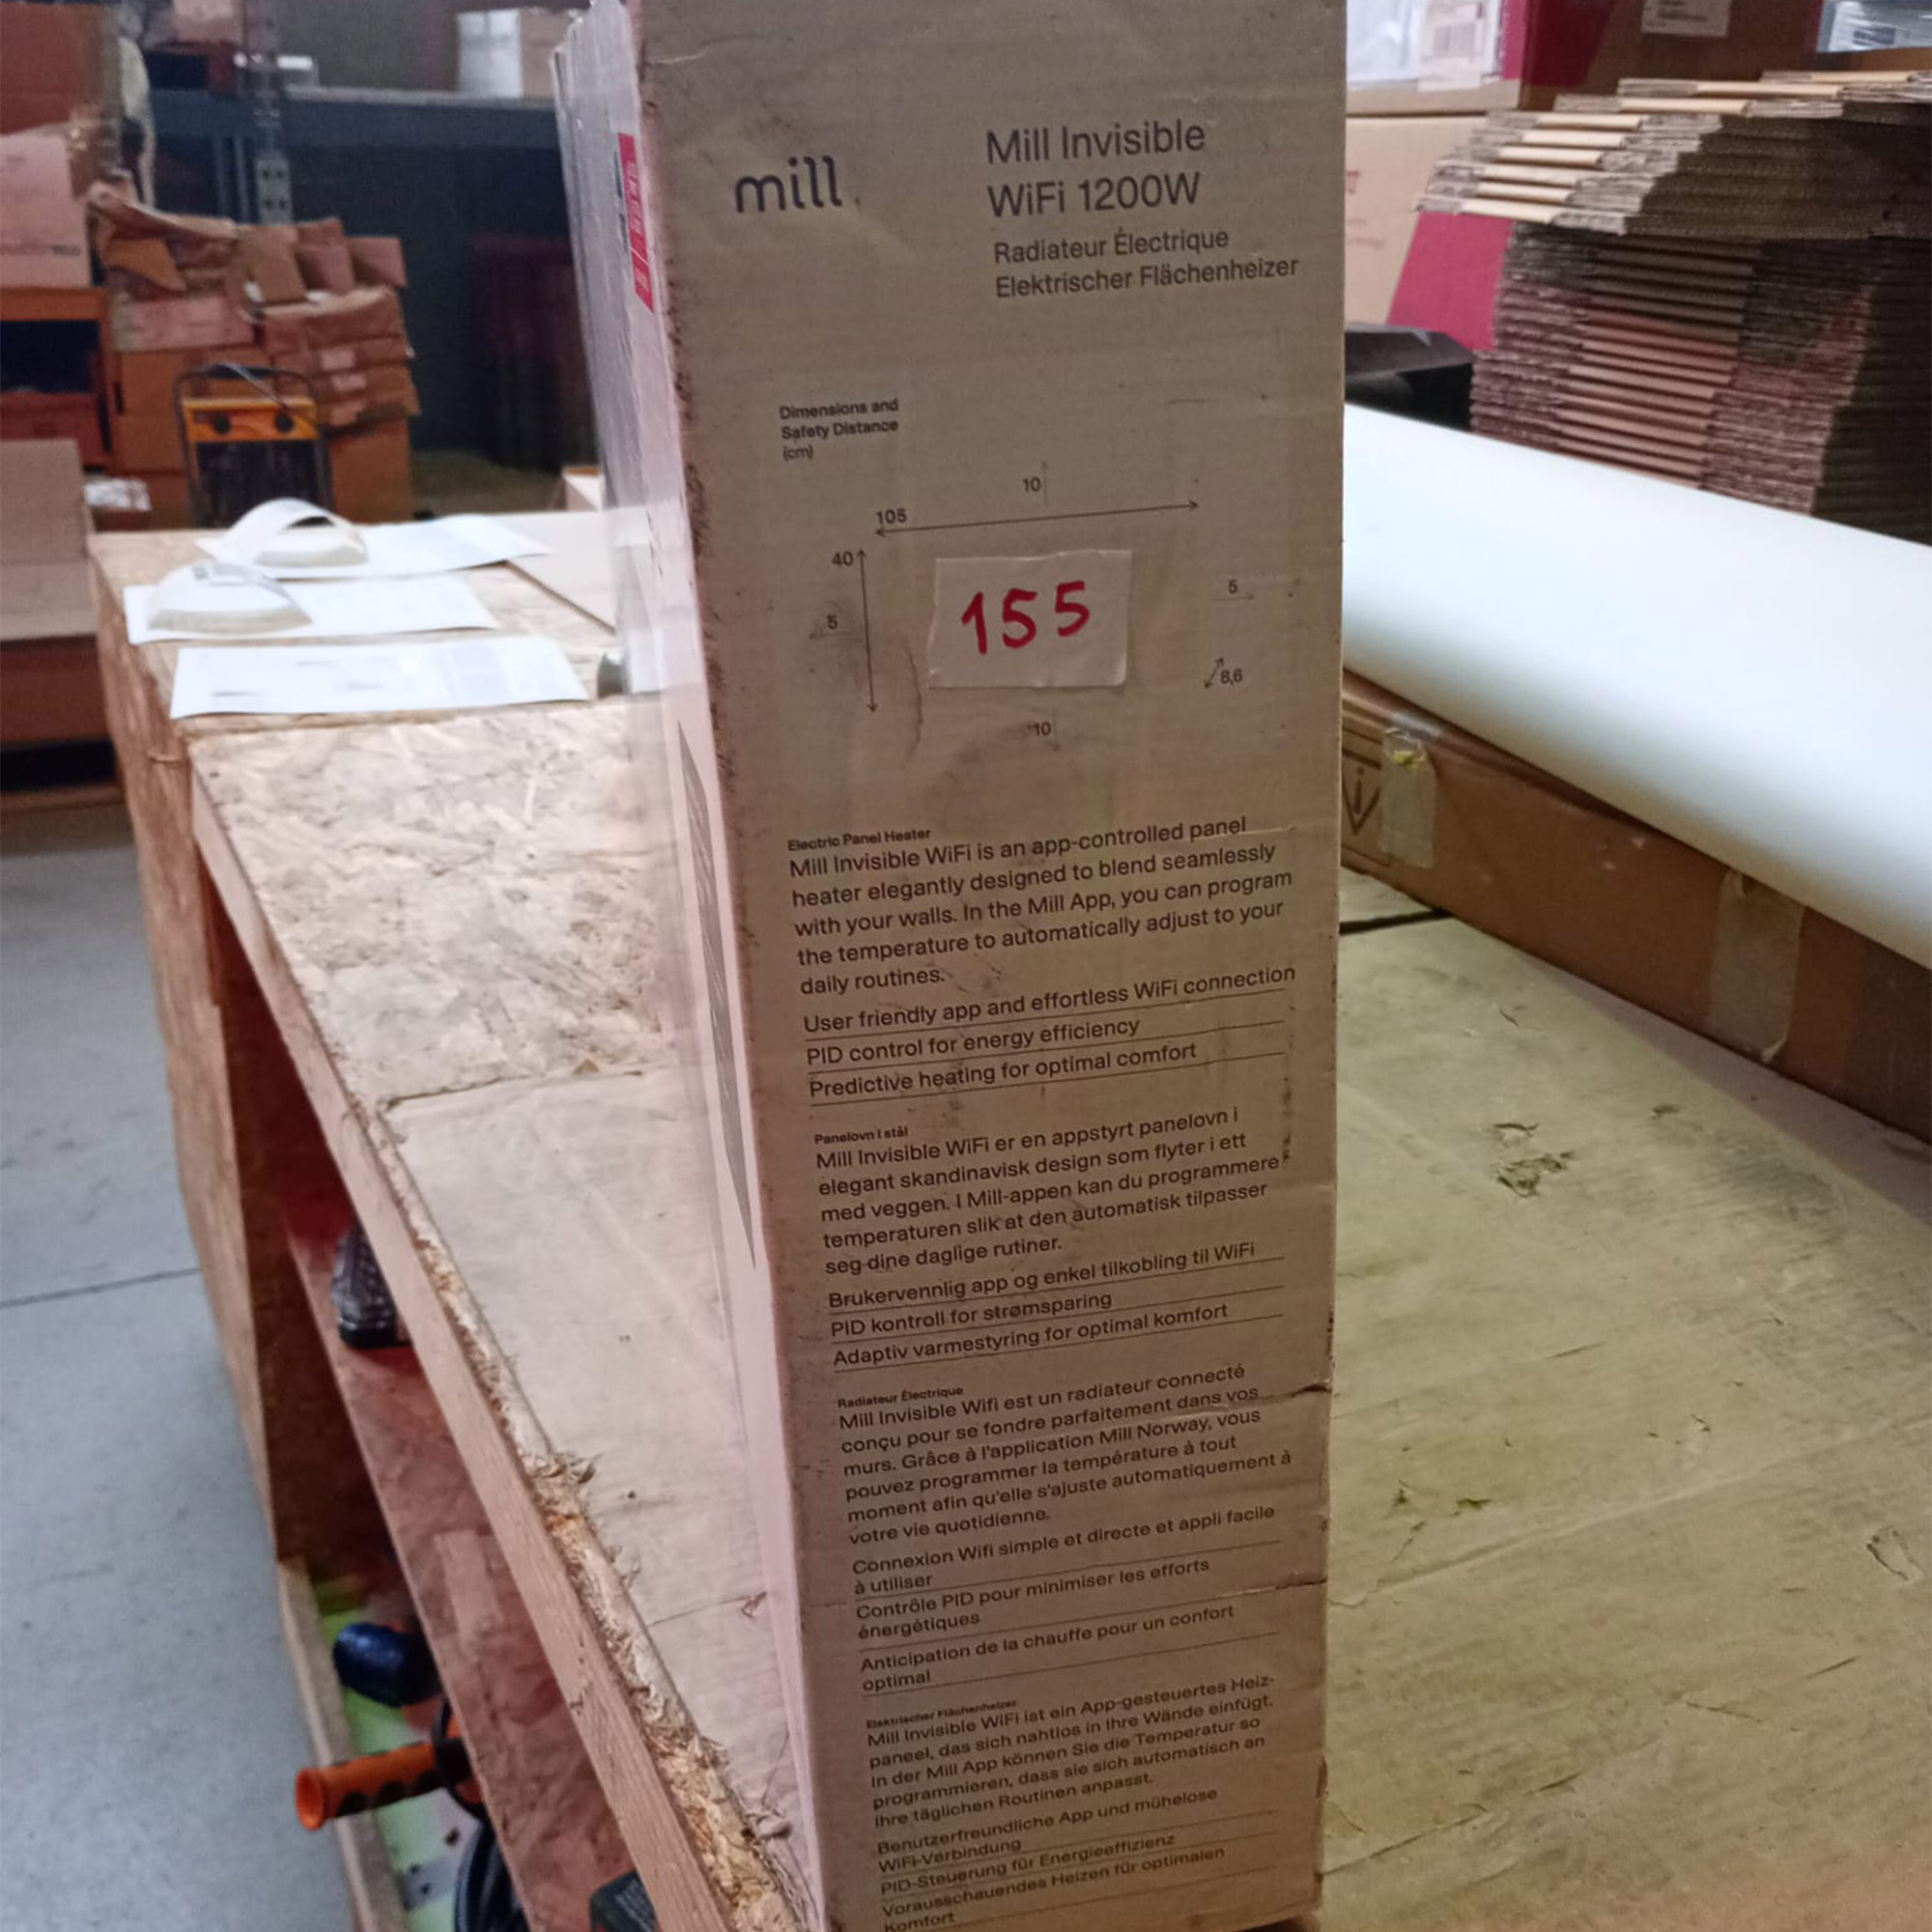 mill
Mill Invisible
WiFi 1200W
Radiateur Électrique
Elektrischer Flächenheizer
Dimensions and
Safety Distance
(cm)
10
105
40
5
155
5
8,6
10
Electric Panel Heater
Mill Invisible WiFi is an app-controlled panel
heater elegantly designed to blend seamlessly
with your walls. In the Mill App, you can program
the temperature to automatically adjust to your
daily routines.
User friendly app and effortless WiFi connection
PID control for energy efficiency
Predictive heating for optimal comfort
Panelovn i stål
Mill Invisible WiFi er en appstyrt panelovn i
elegant skandinavisk design som flyter i ett
med veggen. I Mill-appen kan du programmere
temperaturen slik at den automatisk tilpasser
seg dine daglige rutiner.
Brukervennlig app og enkel tilkobling til WiFi
PID kontroll for strømsparing
Adaptiv varmestyring for optimal komfort
Radiateur Électrique
Mill Invisible Wifi est un radiateur connecté
conçu pour se fondre parfaitement dans vos
murs. Grâce à l'application Mill Norway, vous
pouvez programmer la température à tout
moment afin qu'elle s'ajuste automatiquement à
votre vie quotidienne.
Connexion Wifi simple et directe et appli facile
à utiliser
Contrôle PID pour minimiser les efforts
énergétiques
Anticipation de la chauffe pour un confort
optimal
Elektrischer Flächenheizer
Mill Invisible WiFi ist ein App-gesteuertes Heiz-
paneel, das sich nahtlos in Ihre Wände einfügt.
In der Mill App können Sie die Temperatur so
programmieren, dass sie sich automatisch an
Ihre täglichen Routinen anpasst.
Benutzerfreundliche App und mühelose
WiFi-Verbindung
PID-Steuerung für Energieeffizienz
Vorausschauendes Heizen für optimalen
Komfort